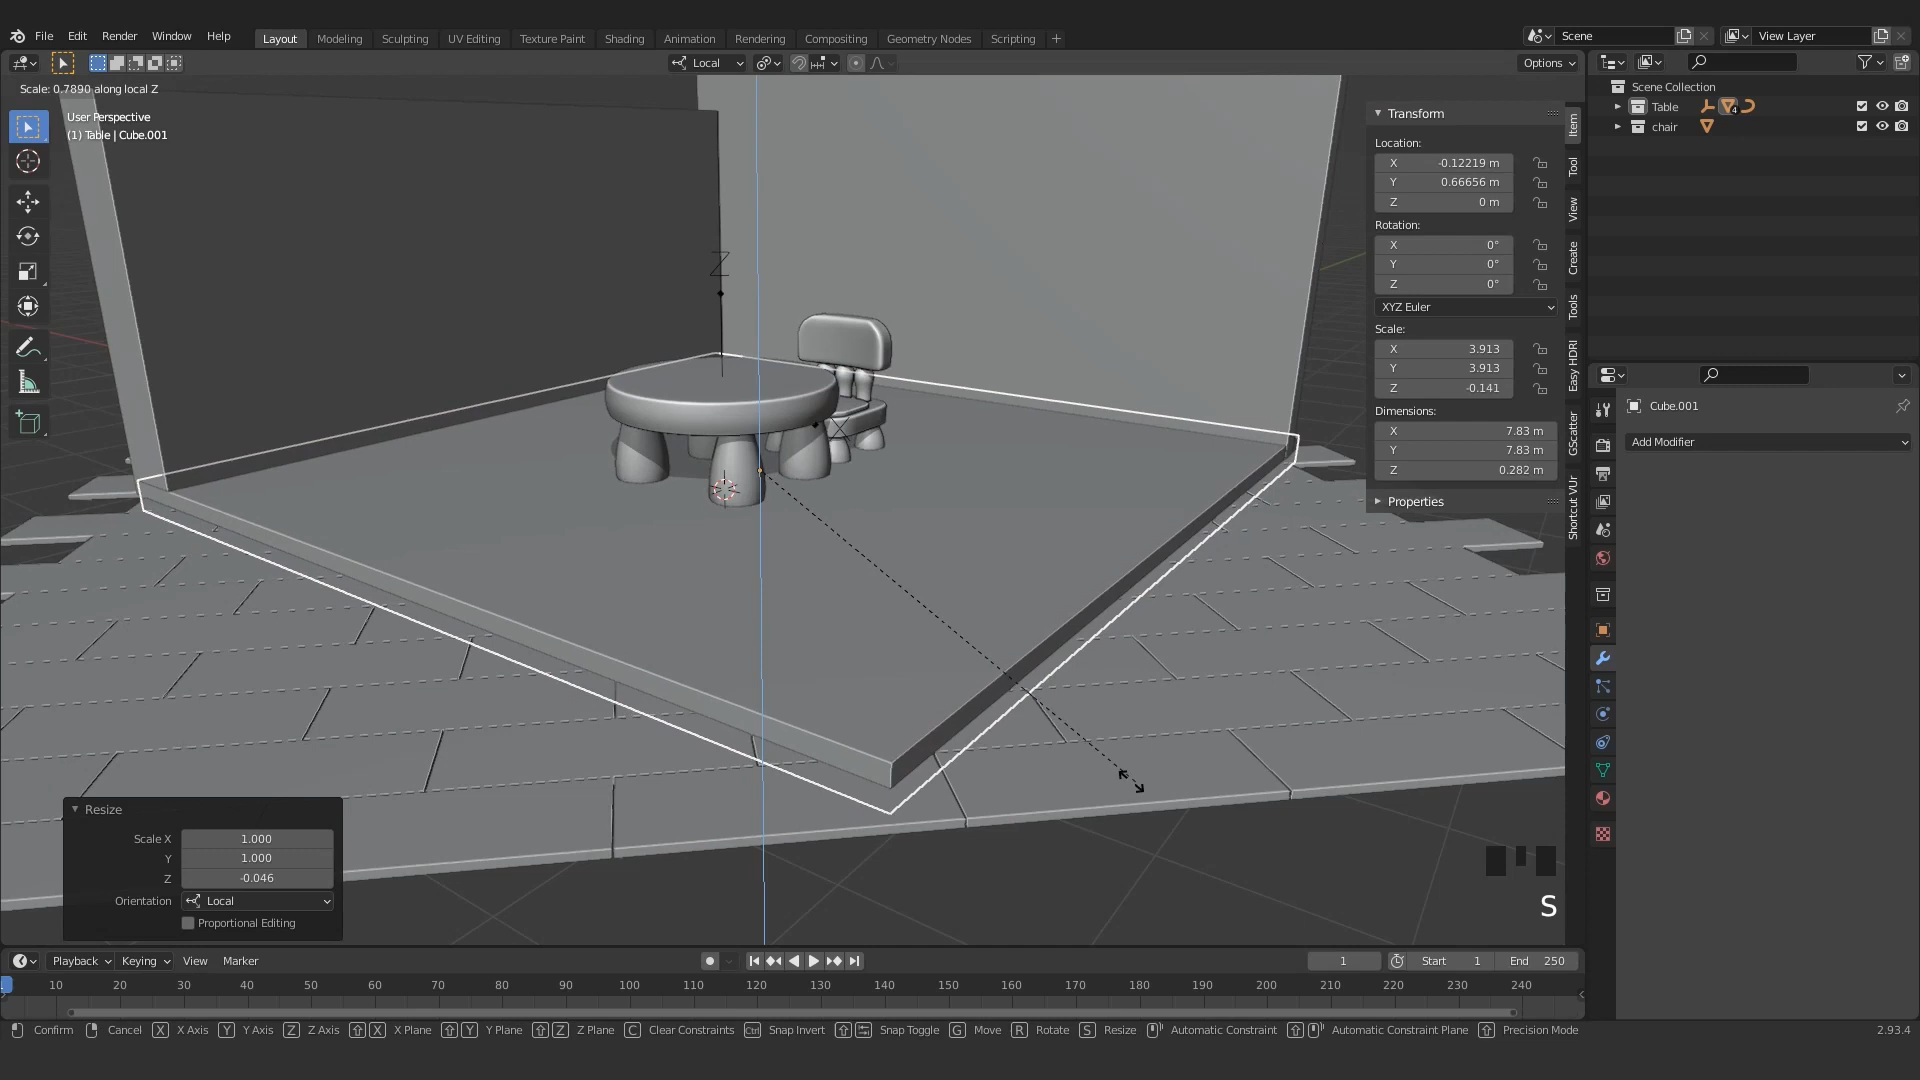 File Edit Render Window Help Layout Modeling Sculpting UV Editing Texture Paint Shading Animation Rendering Compositing Geometry Nodes Scripting + Scene View Layer
Local Options
Scale: 0.7890 along local Z
User Perspective
(1) Table | Cube.001
Scene Collection
Table 4
chair
Transform
Location:
X -0.12219 m
Y 0.66656 m
Z 0 m
Rotation:
X 0°
Y 0°
Z 0°
XYZ Euler
Scale:
X 3.913
Y 3.913
Z -0.141
Dimensions:
X 7.83 m
Y 7.83 m
Z 0.282 m
Properties
Item
Tool
View
Create
Tools
Easy HDRI
GScatter
Shortcut VUr
Cube.001
Add Modifier
Z
Resize
Scale X 1.000
Y 1.000
Z -0.046
Orientation Local
Proportional Editing
S
Playback Keying View Marker 1 Start 1 End 250
10 20 30 40 50 60 70 80 90 100 110 120 130 140 150 160 170 180 190 200 210 220 230 240
Confirm Cancel X X Axis Y Y Axis Z Z Axis X X Plane Y Y Plane Z Z Plane C Clear Constraints Ctrl Snap Invert Snap Toggle G Move R Rotate S Resize Automatic Constraint Automatic Constraint Plane Precision Mode 2.93.4